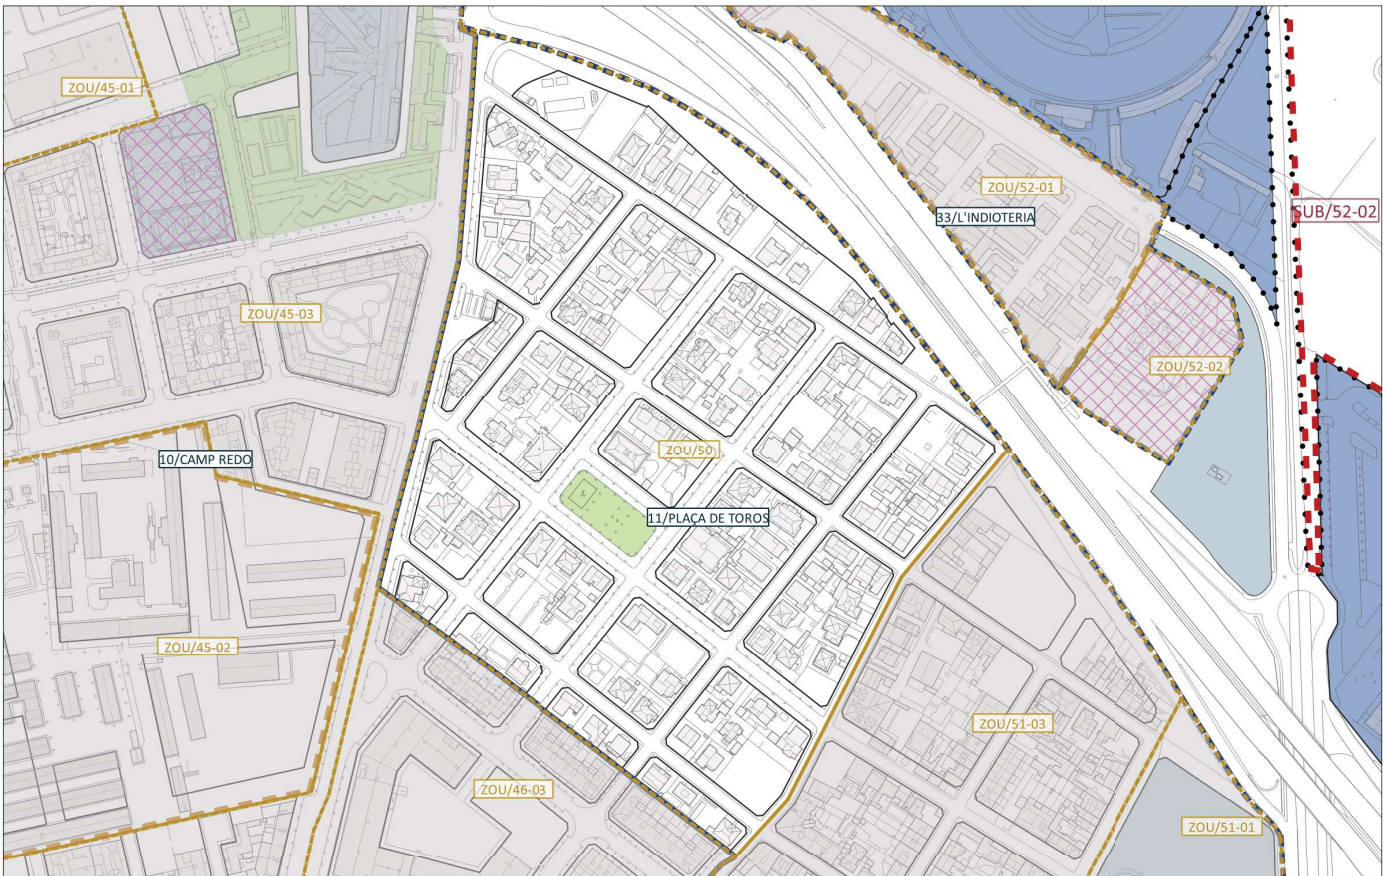 ZOU/45-01
ZOU/52-01
SUB/52-02
33/L'INDIOTERIA
ZOU/45-03
ZOU/52-02
ZOU/50
10/CAMP REDO
11/PLAÇA DE TOROS
ZOU/45-02
ZOU/51-03
ZOU/46-03
ZOU/51-01